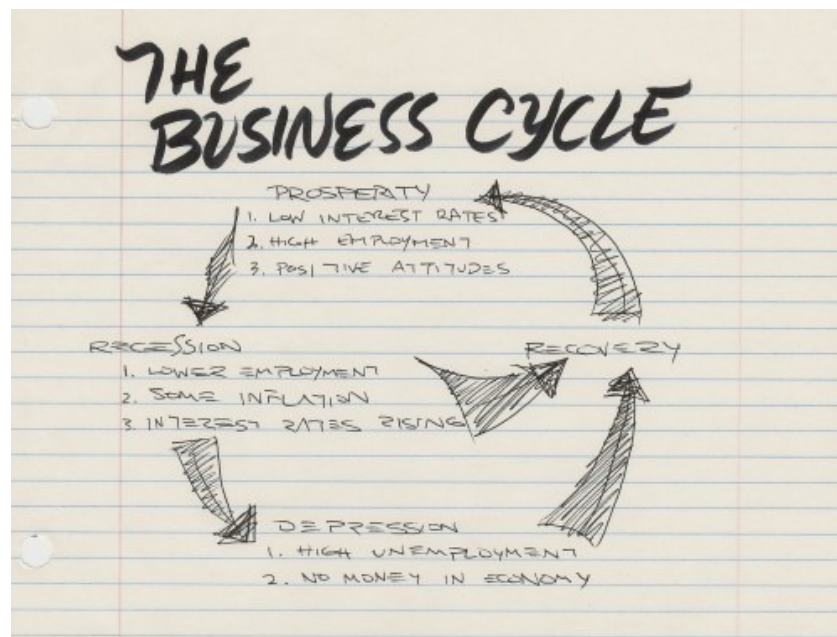 THE
BUSINESS CYCLE
PROSPERITY
1. LOW INTEREST RATES
2. HIGH EMPLOYMENT
3. POSITIVE ATTITUDES
RECESSION
1. LOWER EMPLOYMENT
2. SOME INFLATION
3. INTEREST RATES RISING
RECOVERY
DEPRESSION
1. HIGH UNEMPLOYMENT
2. NO MONEY IN ECONOMY